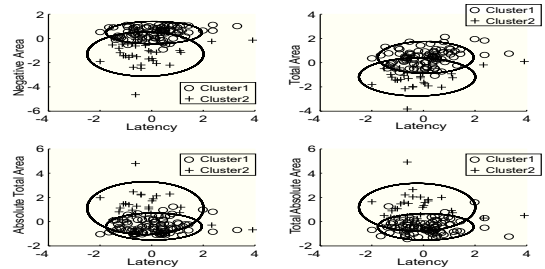 Negative Area
2
0
-2
-4
-6
○ Cluster1
+ Cluster2
-4 -2 0 2 4
Latency
Total Area
4
2
0
-2
-4
○ Cluster1
+ Cluster2
-4 -2 0 2 4
Latency
Absolute Total Area
6
4
2
0
-2
○ Cluster1
+ Cluster2
-4 -2 0 2 4
Latency
Total Absolute Area
6
4
2
0
-2
○ Cluster1
+ Cluster2
-4 -2 0 2 4
Latency